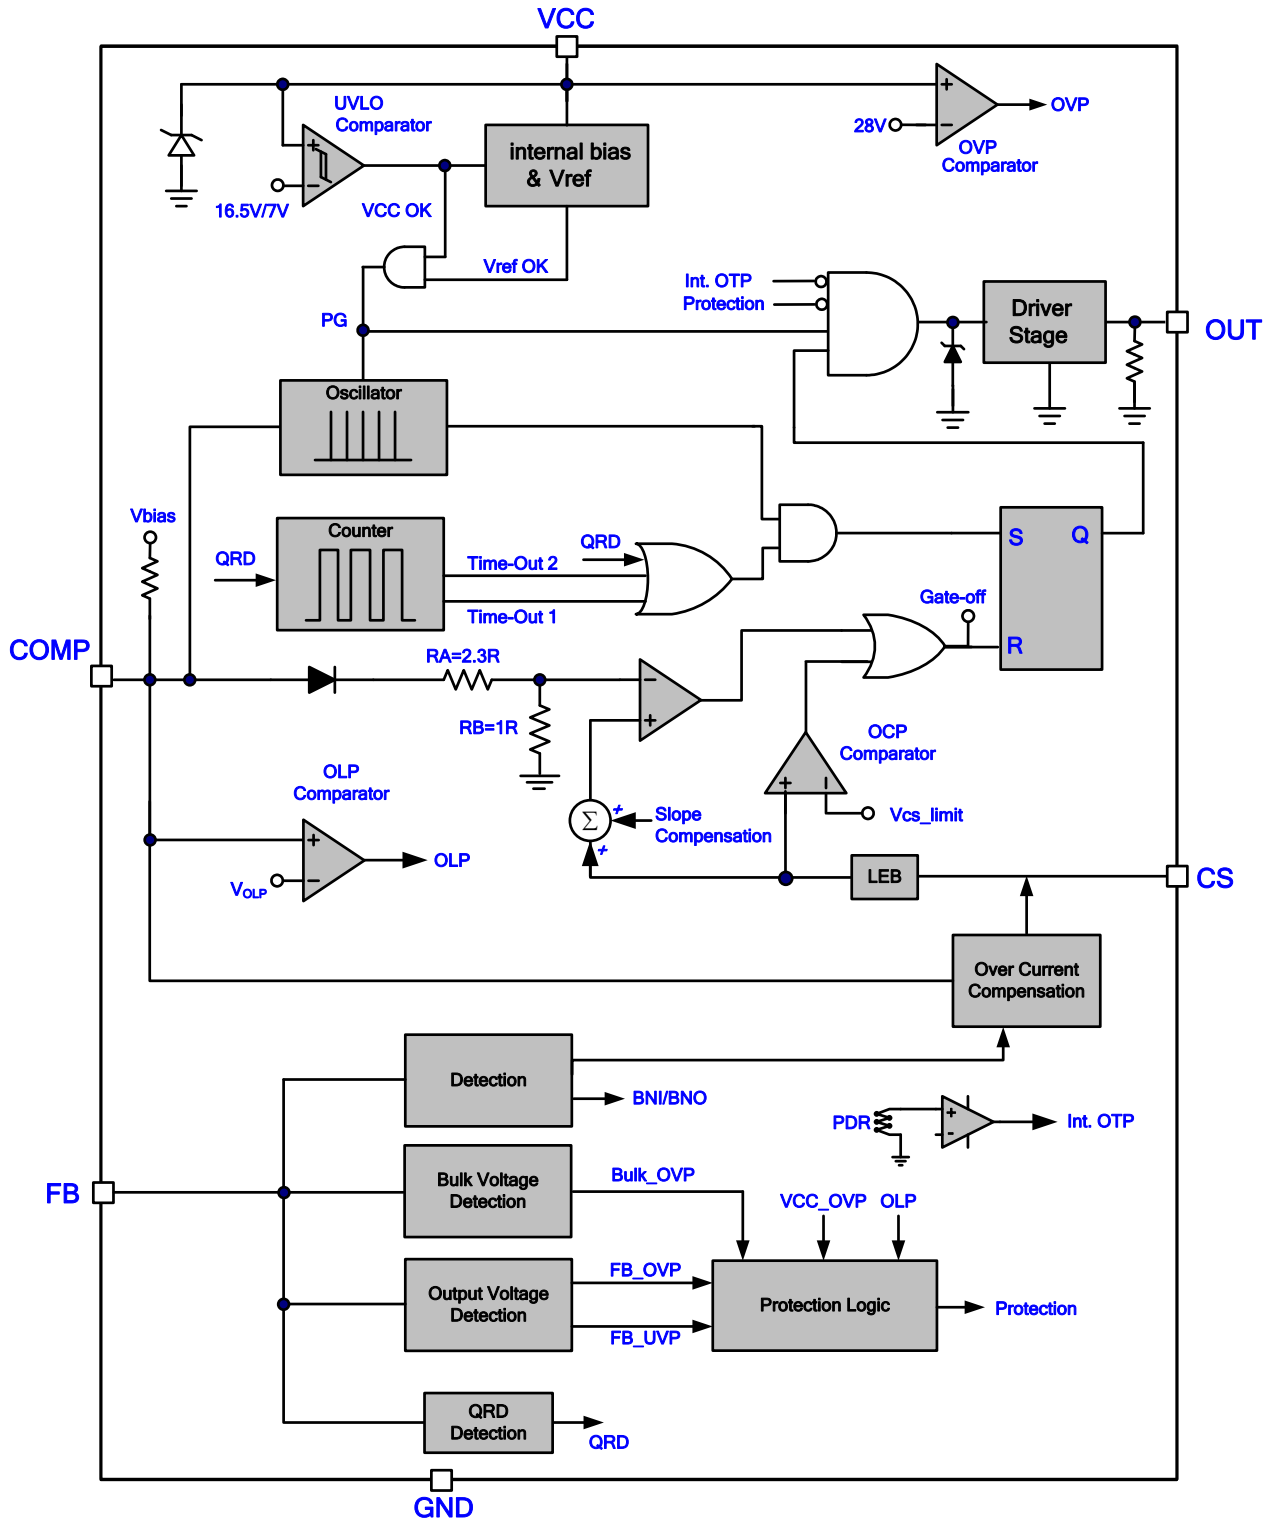 VCC
UVLO
Comparator
16.5V/7V
VCC OK
internal bias
& Vref
28V
OVP
OVP
Comparator
Vref OK
PG
Int. OTP
Protection
Driver
Stage
OUT
Oscillator
Vbias
QRD
Counter
Time-Out 2
Time-Out 1
QRD
S
Q
R
Gate-off
COMP
RA=2.3R
RB=1R
OCP
Comparator
Vcs_limit
Slope
Compensation
Σ
OLP
Comparator
OLP
VOLP
LEB
CS
Over Current
Compensation
Detection
BNI/BNO
PDR
Int. OTP
FB
Bulk Voltage
Detection
Bulk_OVP
VCC_OVP
OLP
Output Voltage
Detection
FB_OVP
FB_UVP
Protection Logic
Protection
QRD
Detection
QRD
GND